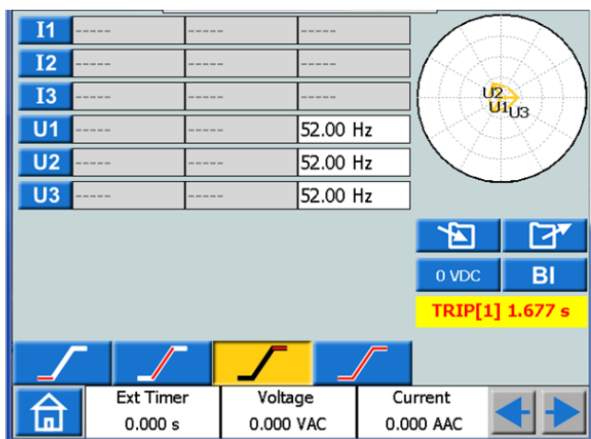 I1 ----- ----- -----
I2 ----- ----- -----
I3 ----- ----- -----
U1 ----- ----- 52.00 Hz
U2 ----- ----- 52.00 Hz
U3 ----- ----- 52.00 Hz
U2
U1 U3
0 VDC BI
TRIP[1] 1.677 s
Ext Timer Voltage Current
0.000 s 0.000 VAC 0.000 AAC